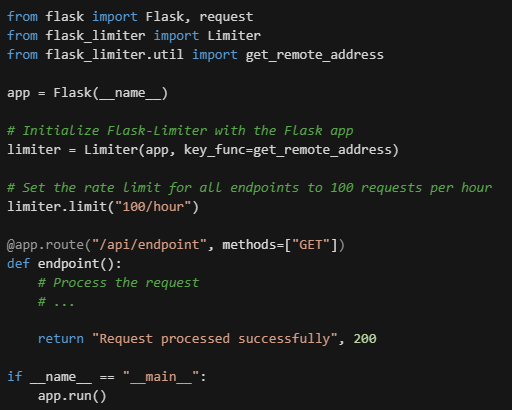 from flask import Flask, request
from flask_limiter import Limiter
from flask_limiter.util import get_remote_address

app = Flask(__name__)

# Initialize Flask-Limiter with the Flask app
limiter = Limiter(app, key_func=get_remote_address)

# Set the rate limit for all endpoints to 100 requests per hour
limiter.limit("100/hour")

@app.route("/api/endpoint", methods=["GET"])
def endpoint():
    # Process the request
    # ...

    return "Request processed successfully", 200

if __name__ == "__main__":
    app.run()